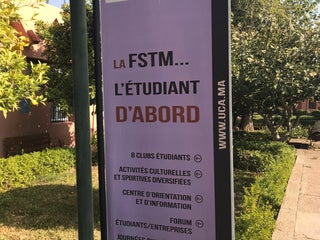 LA FSTM...
L'ÉTUDIANT
D'ABORD
8 CLUBS ÉTUDIANTS
ACTIVITÉS CULTURELLES
ET SPORTIVES DIVERSIFIÉES
CENTRE D'ORIENTATION
ET D'INFORMATION
FORUM
ÉTUDIANTS/ENTREPRISES
JOURNÉES
WWW.UCA.MA